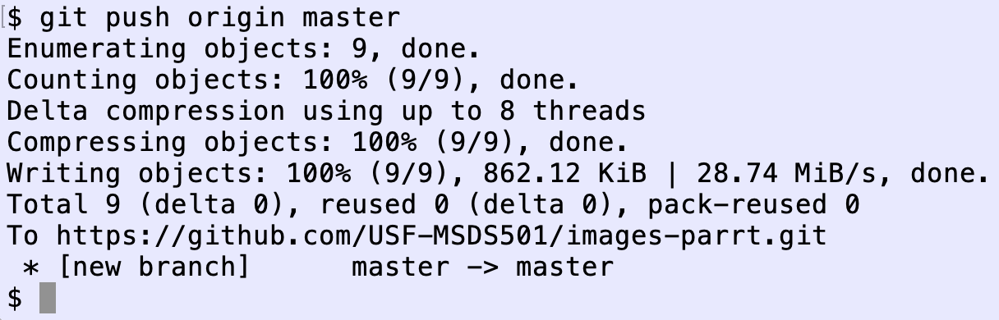 $ git push origin master
Enumerating objects: 9, done.
Counting objects: 100% (9/9), done.
Delta compression using up to 8 threads
Compressing objects: 100% (9/9), done.
Writing objects: 100% (9/9), 862.12 KiB | 28.74 MiB/s, done.
Total 9 (delta 0), reused 0 (delta 0), pack-reused 0
To https://github.com/USF-MSDS501/images-parrt.git
 * [new branch]      master -> master
$